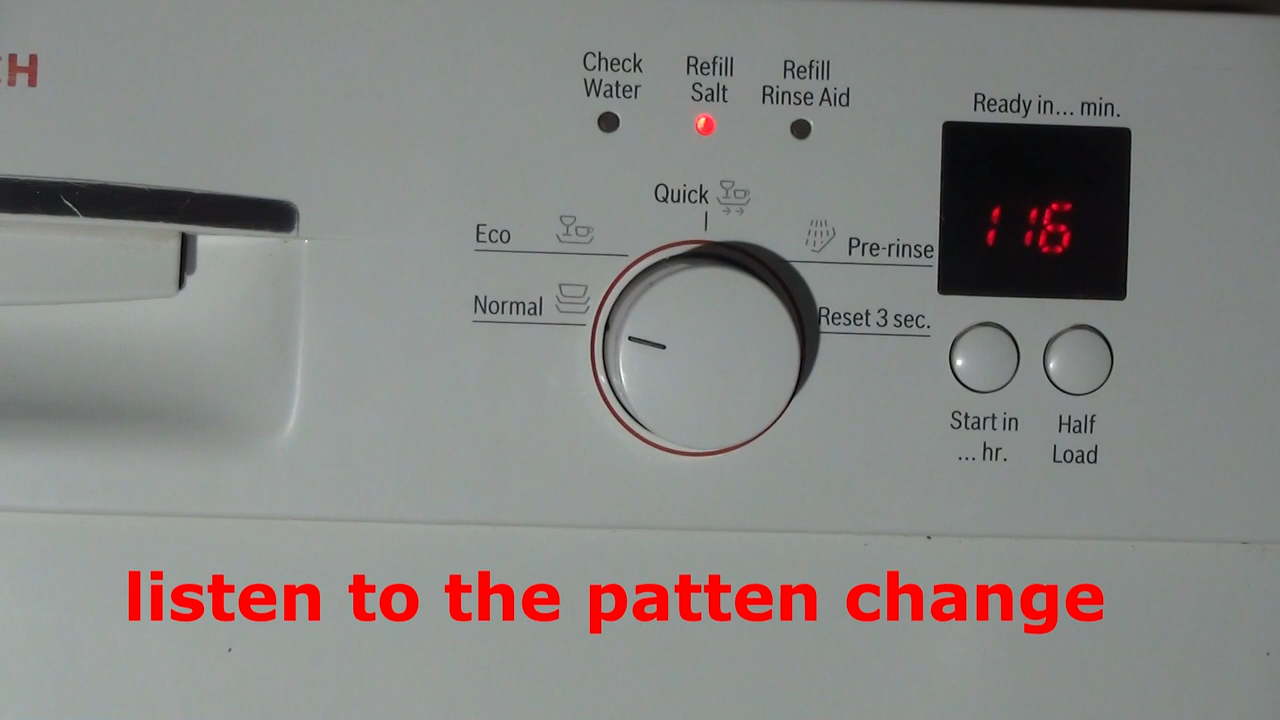 CH
Check
Water
Refill
Salt
Refill
Rinse Aid
Ready in... min.
116
Quick
Eco
Pre-rinse
Normal
Reset 3 sec.
Start in
... hr.
Half
Load
listen to the patten change